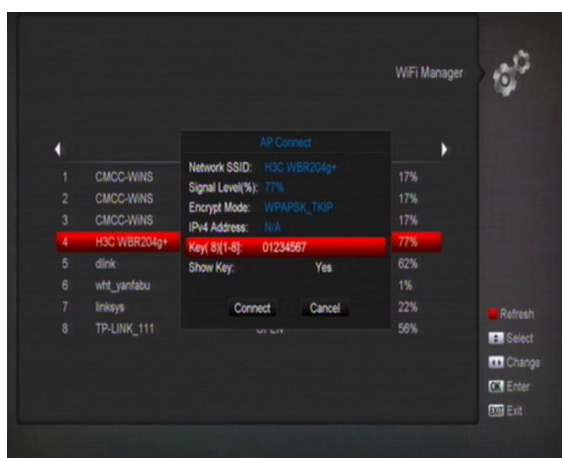 WiFi Manager
AP Connect
Network SSID: H3C WBR204g+
Signal Level(%): 77%
Encrypt Mode: WPAPSK_TKIP
IPv4 Address: N/A
Key( 8)[1-8]: 01234567
Show Key: Yes
Connect Cancel
1 CMCC-WiNS 17%
2 CMCC-WiNS 17%
3 CMCC-WiNS 17%
4 H3C WBR204g+ 77%
5 dlink 62%
6 wht_yanfabu 1%
7 linksys 22%
8 TP-LINK_111 56%
Refresh
Select
Change
OK Enter
EXIT Exit